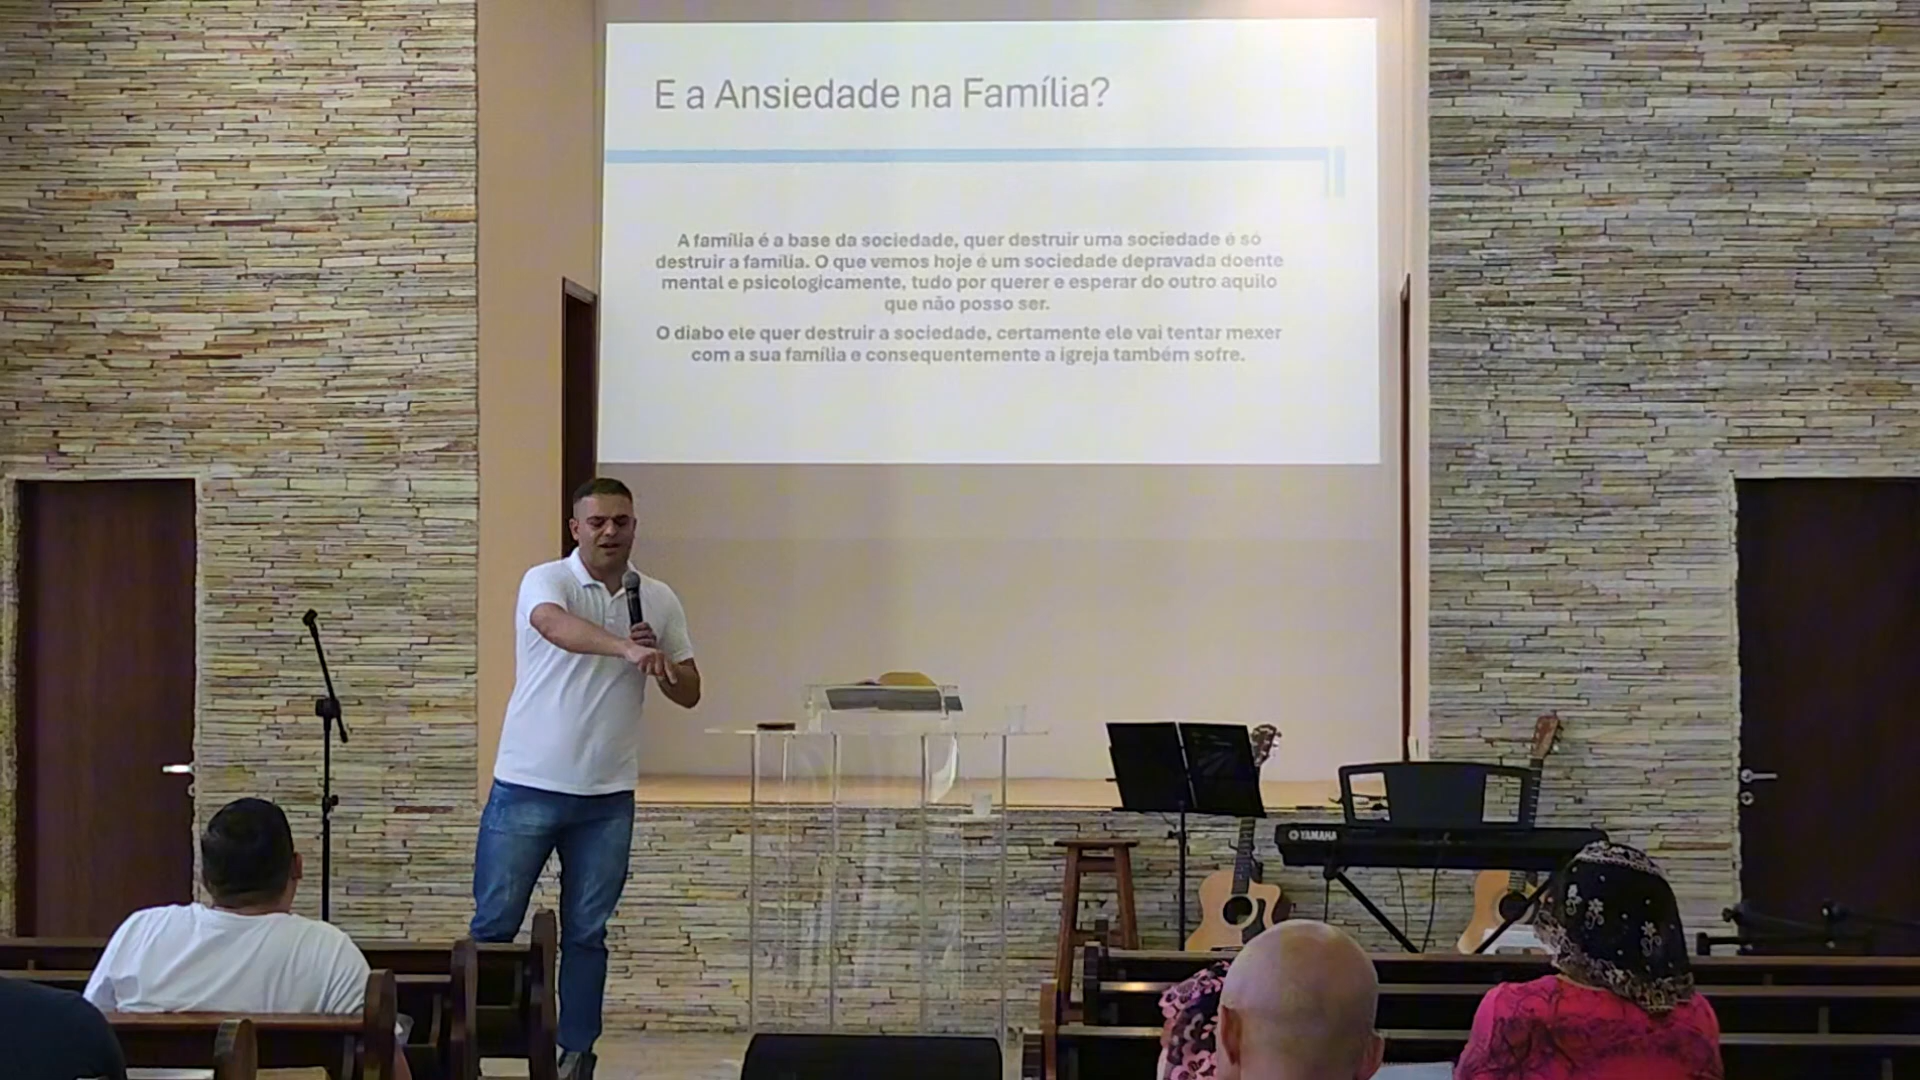 E a Ansiedade na Família?
A família é a base da sociedade, quer destruir uma sociedade é só
destruir a família. O que vemos hoje é um sociedade depravada doente
mental e psicologicamente, tudo por querer e esperar do outro aquilo
que não posso ser.
O diabo ele quer destruir a sociedade, certamente ele vai tentar mexer
com a sua família e consequentemente a igreja também sofre.
YAMAHA